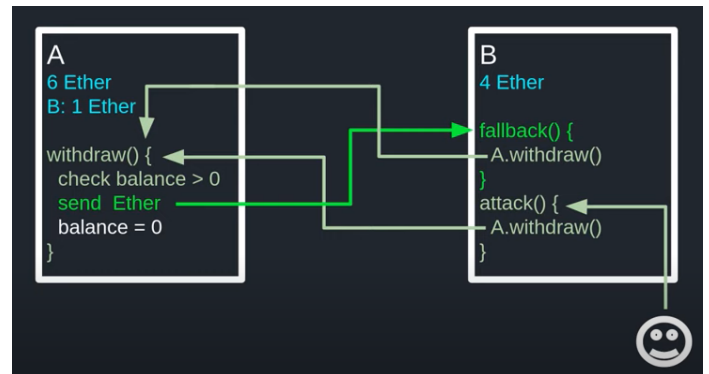 A
6 Ether
B: 1 Ether
withdraw() {
check balance > 0
send Ether
balance = 0
}
B
4 Ether
fallback() {
A.withdraw()
}
attack() {
A.withdraw()
}